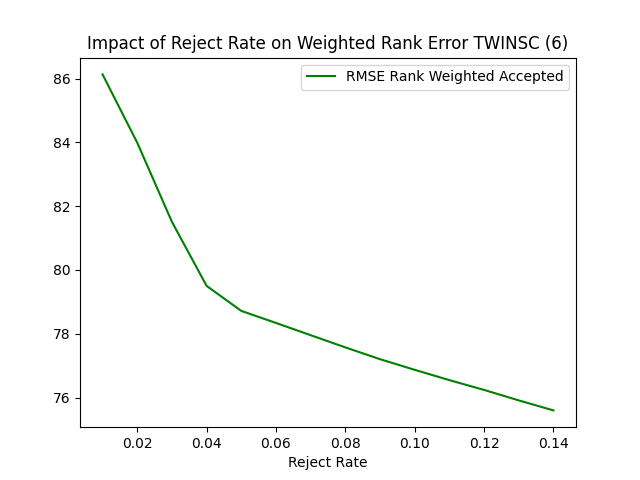 Impact of Reject Rate on Weighted Rank Error TWINSC (6)
RMSE Rank Weighted Accepted
86
84
82
80
78
76
0.02 0.04 0.06 0.08 0.10 0.12 0.14
Reject Rate